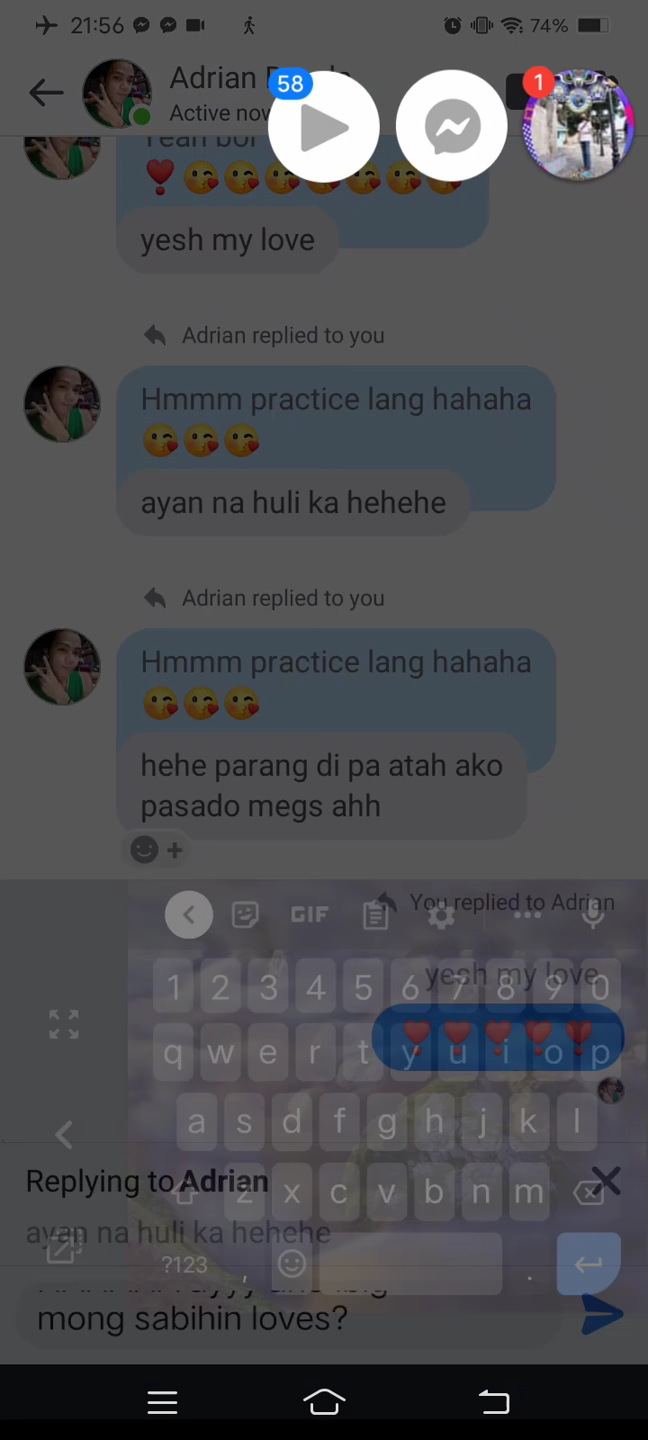 21:56
74%
58
1
Adrian
Active now
Yeah boi
❣️😘😘😘😘😘😘😘
yesh my love
Adrian replied to you
Hmmm practice lang hahaha
😘😘😘
ayan na huli ka hehehe
Adrian replied to you
Hmmm practice lang hahaha
😘😘😘
hehe parang di pa atah ako
pasado megs ahh
You replied to Adrian
GIF
yesh my love
1 2 3 4 5 6 7 8 9 0
❣️❣️❣️❣️❣️
q w e r t y u i o p
a s d f g h j k l
Replying to Adrian
z x c v b n m
ayan na huli ka hehehe
?123 , .
mong sabihin loves?